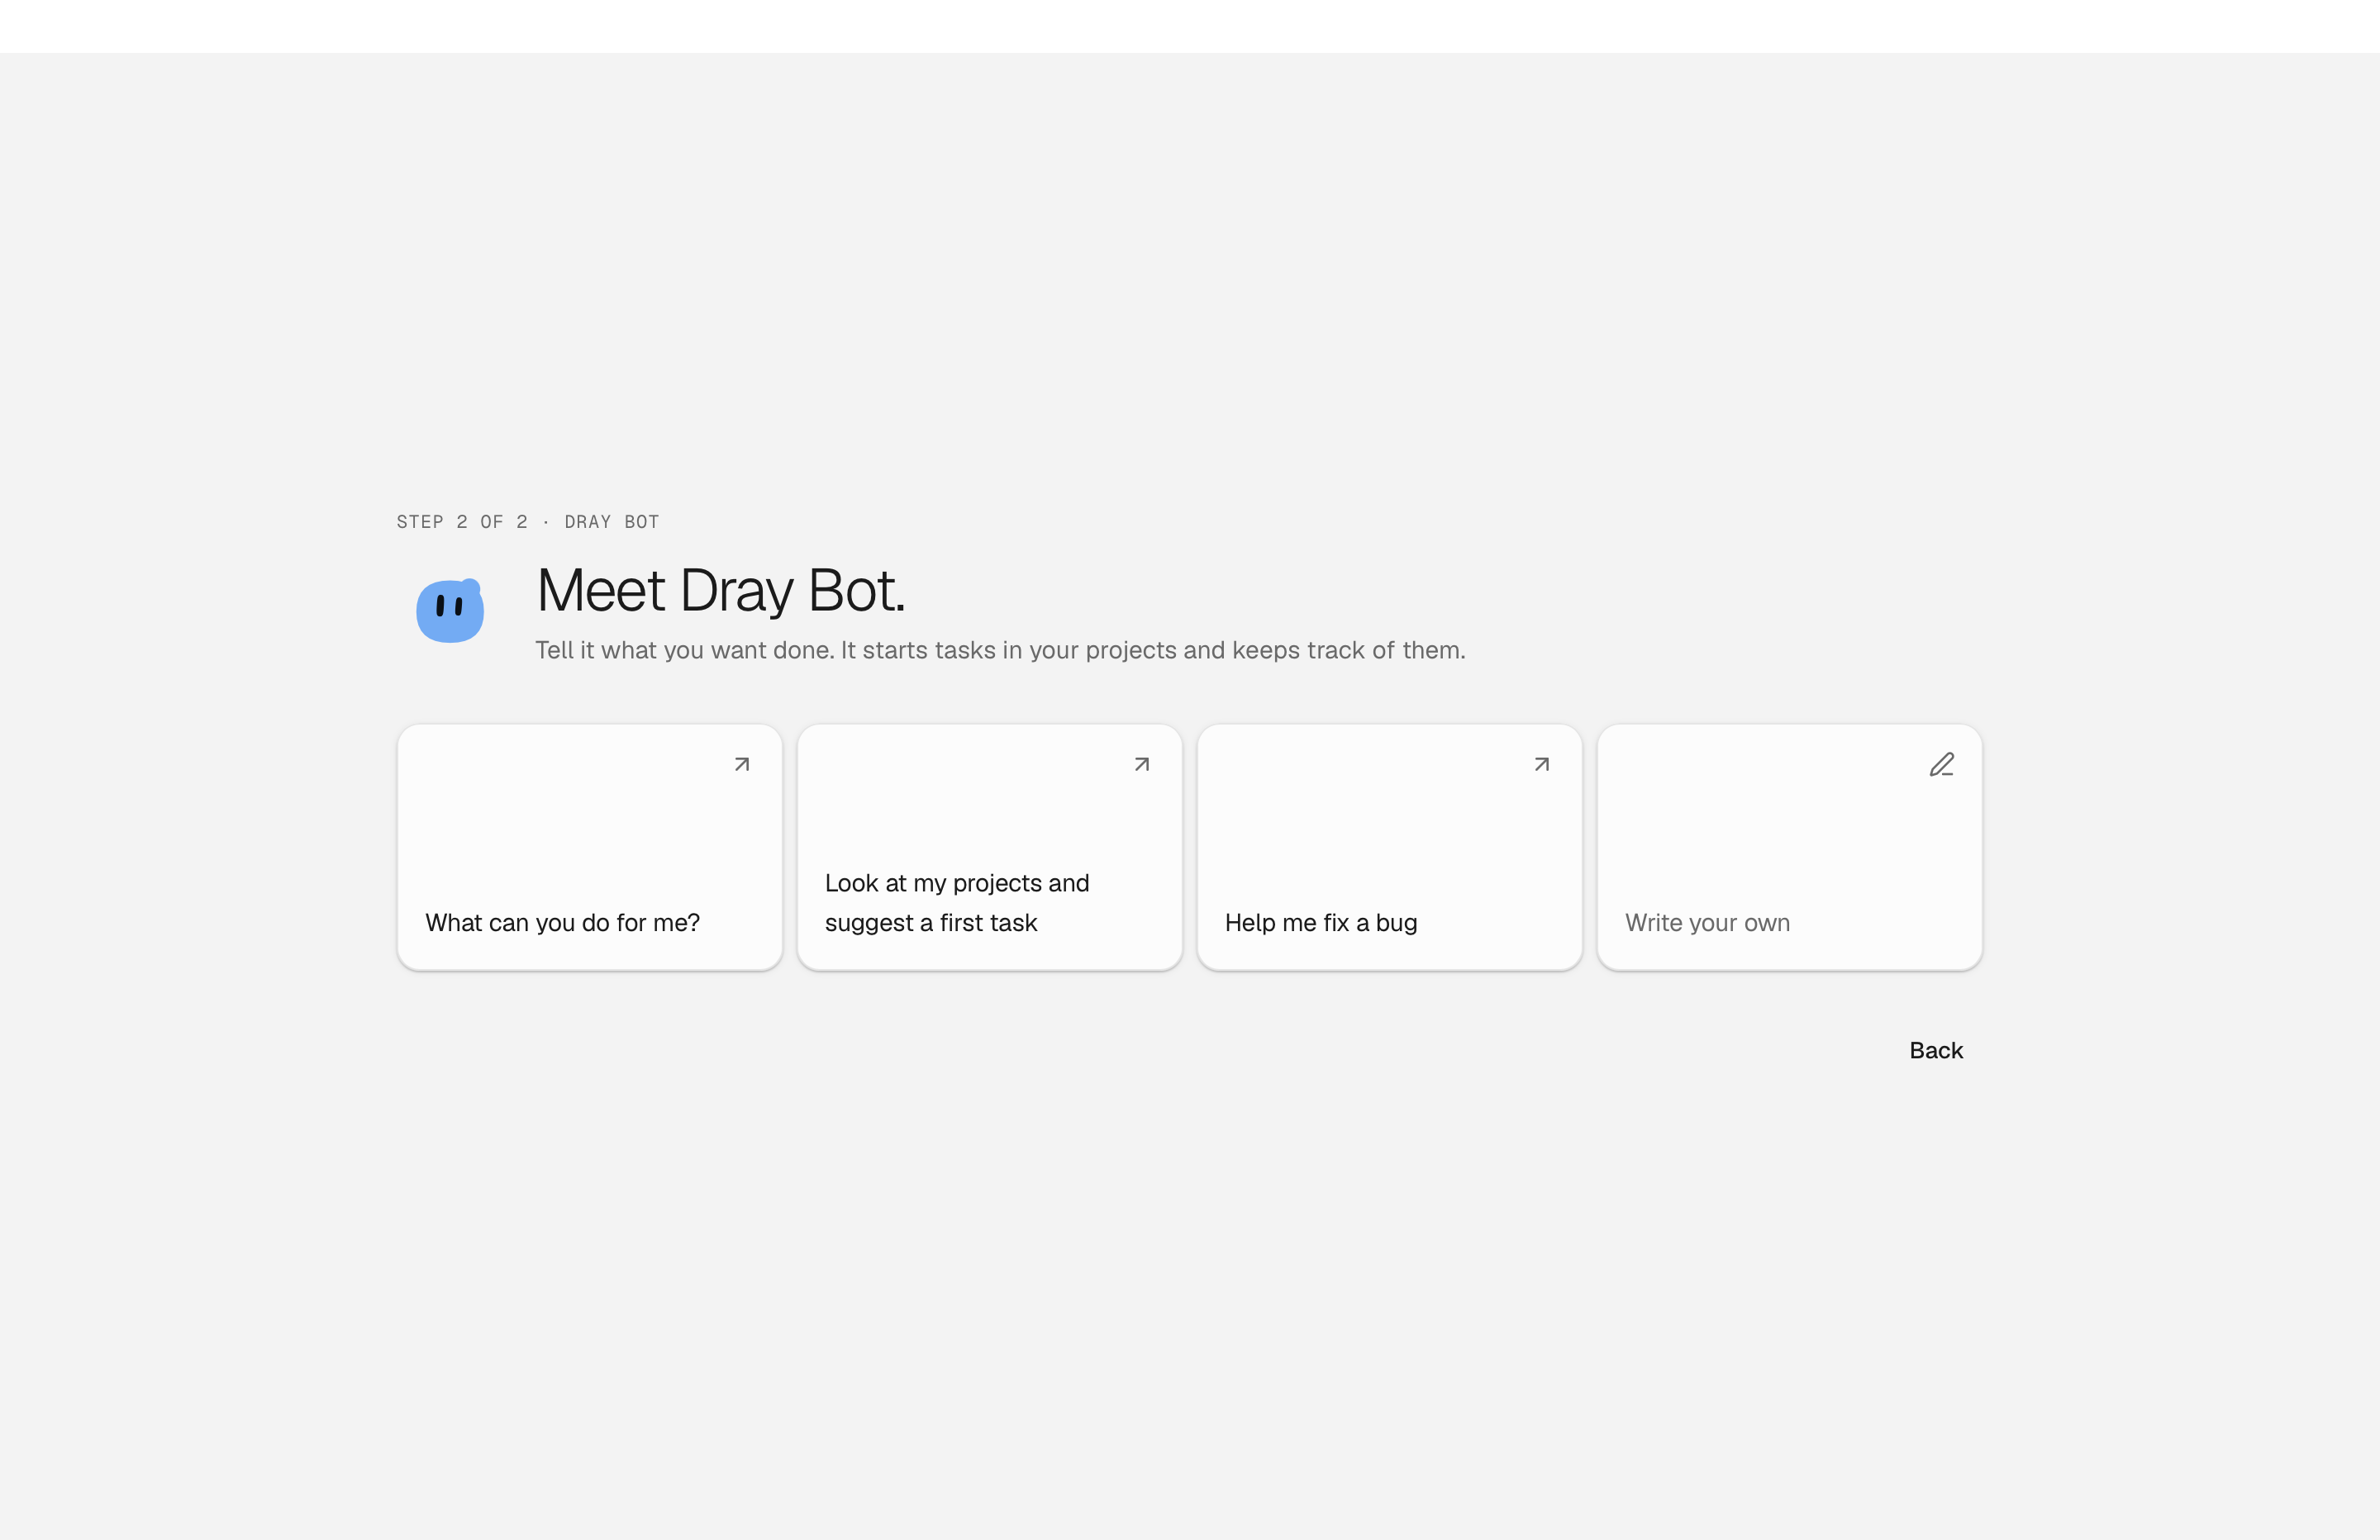 STEP 2 OF 2 · DRAY BOT
Meet Dray Bot.
Tell it what you want done. It starts tasks in your projects and keeps track of them.
What can you do for me?
Look at my projects and
suggest a first task
Help me fix a bug
Write your own
Back